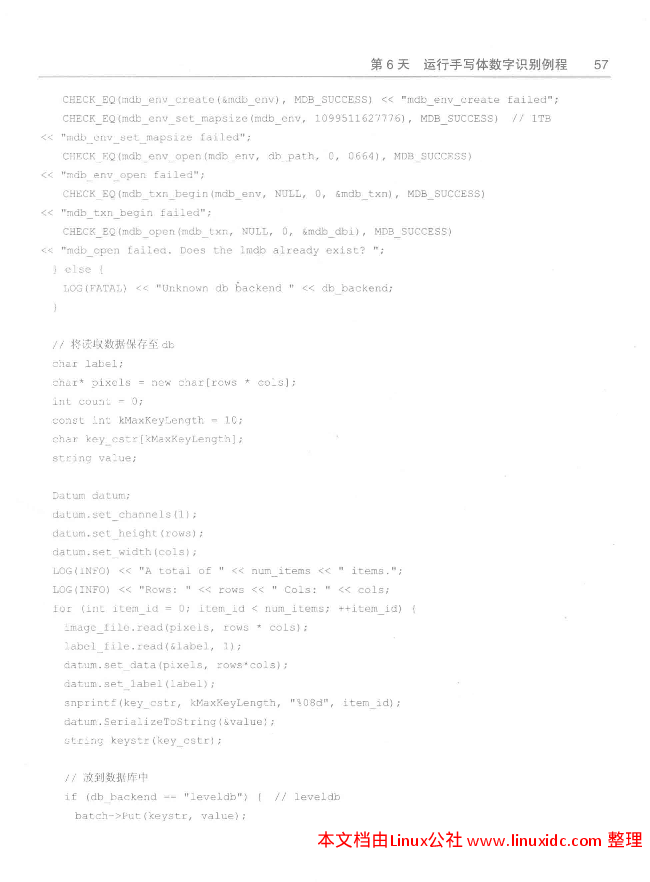 第 6 天 运行手写体数字识别例程 57
CHECK_EQ(mdb_env_create(&mdb_env), MDB_SUCCESS) << "mdb_env_create failed";
CHECK_EQ(mdb_env_set_mapsize(mdb_env, 1099511627776), MDB_SUCCESS) // 1TB
<< "mdb_env_set_mapsize failed";
CHECK_EQ(mdb_env_open(mdb_env, db_path, 0, 0664), MDB_SUCCESS)
<< "mdb_env_open failed";
CHECK_EQ(mdb_txn_begin(mdb_env, NULL, 0, &mdb_txn), MDB_SUCCESS)
<< "mdb_txn_begin failed";
CHECK_EQ(mdb_open(mdb_txn, NULL, 0, &mdb_dbi), MDB_SUCCESS)
<< "mdb_open failed. Does the lmdb already exist? ";
} else {
LOG(FATAL) << "Unknown db backend " << db_backend;
}
// 将读取数据保存至 db
char label;
char* pixels = new char[rows * cols];
int count = 0;
const int kMaxKeyLength = 10;
char key_cstr[kMaxKeyLength];
string value;
Datum datum;
datum.set_channels(1);
datum.set_height(rows);
datum.set_width(cols);
LOG(INFO) << "A total of " << num_items << " items.";
LOG(INFO) << "Rows: " << rows << " Cols: " << cols;
for (int item_id = 0; item_id < num_items; ++item_id) {
image_file.read(pixels, rows * cols);
label_file.read(&label, 1);
datum.set_data(pixels, rows*cols);
datum.set_label(label);
snprintf(key_cstr, kMaxKeyLength, "%08d", item_id);
datum.SerializeToString(&value);
string keystr(key_cstr);
// 放到数据库中
if (db_backend == "leveldb") { // leveldb
batch->Put(keystr, value);
本文档由Linux公社 www.linuxidc.com 整理